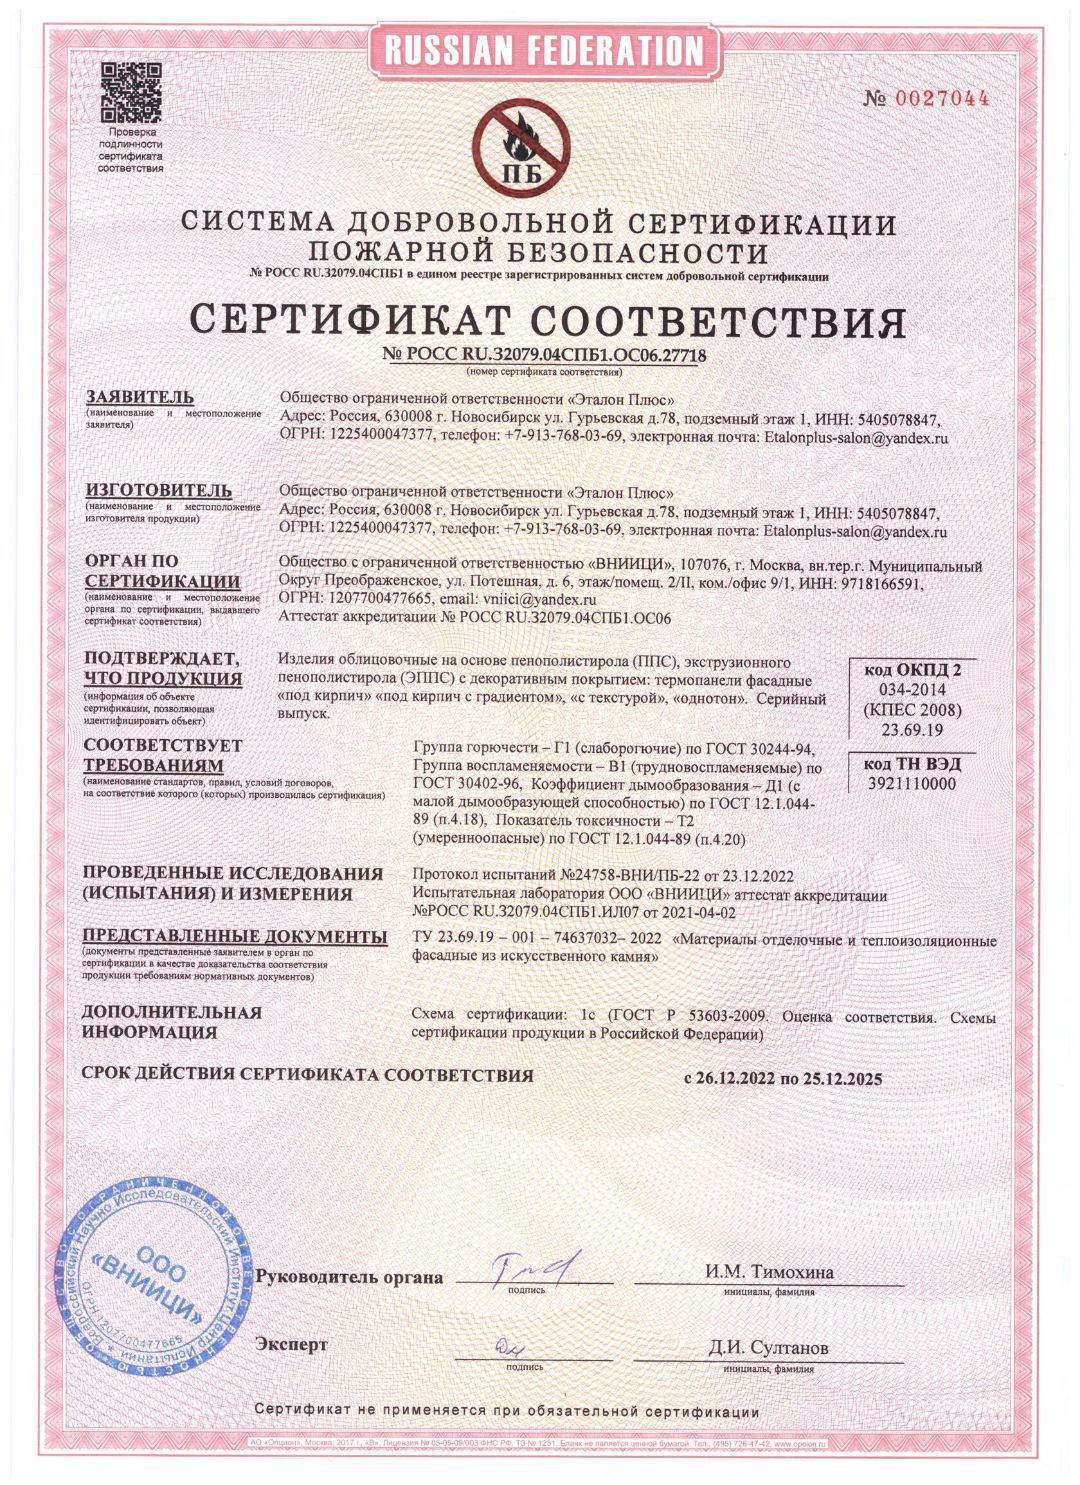 RUSSIAN FEDERATION
№ 0027044
Проверка
подлинности
сертификата
соответствия
ПБ
СИСТЕМА ДОБРОВОЛЬНОЙ СЕРТИФИКАЦИИ
ПОЖАРНОЙ БЕЗОПАСНОСТИ
№ РОСС RU.32079.04СПБ1 в едином реестре зарегистрированных систем добровольной сертификации
СЕРТИФИКАТ СООТВЕТСТВИЯ
№ РОСС RU.32079.04СПБ1.ОС06.27718
(номер сертификата соответствия)
ЗАЯВИТЕЛЬ
(наименование и местоположение
заявителя)
Общество ограниченной ответственности «Эталон Плюс»
Адрес: Россия, 630008 г. Новосибирск ул. Гурьевская д.78, подземный этаж 1, ИНН: 5405078847,
ОГРН: 1225400047377, телефон: +7-913-768-03-69, электронная почта: Etalonplus-salon@yandex.ru
ИЗГОТОВИТЕЛЬ
(наименование и местоположение
изготовителя продукции)
Общество ограниченной ответственности «Эталон Плюс»
Адрес: Россия, 630008 г. Новосибирск ул. Гурьевская д.78, подземный этаж 1, ИНН: 5405078847,
ОГРН: 1225400047377, телефон: +7-913-768-03-69, электронная почта: Etalonplus-salon@yandex.ru
ОРГАН ПО
СЕРТИФИКАЦИИ
(наименование и местоположение
органа по сертификации, выдавшего
сертификат соответствия)
Общество с ограниченной ответственностью «ВНИИЦИ», 107076, г. Москва, вн.тер.г. Муниципальный
Округ Преображенское, ул. Потешная, д. 6, этаж/помещ. 2/II, ком./офис 9/1, ИНН: 9718166591,
ОГРН: 1207700477665, email: vniici@yandex.ru
Аттестат аккредитации № РОСС RU.32079.04СПБ1.ОС06
ПОДТВЕРЖДАЕТ,
ЧТО ПРОДУКЦИЯ
(информация об объекте
сертификации, позволяющая
идентифицировать объект)
Изделия облицовочные на основе пенополистирола (ППС), экструзионного
пенополистирола (ЭППС) с декоративным покрытием: термопанели фасадные
«под кирпич» «под кирпич с градиентом», «с текстурой», «однотон». Серийный
выпуск.
код ОКПД 2
034-2014
(КПЕС 2008)
23.69.19
СООТВЕТСТВУЕТ
ТРЕБОВАНИЯМ
(наименование стандартов, правил, условий договоров,
на соответствие которого (которых) производилась сертификация)
Группа горючести – Г1 (слаборогючие) по ГОСТ 30244-94,
Группа воспламеняемости – В1 (трудновоспламеняемые) по
ГОСТ 30402-96, Коэффициент дымообразования – Д1 (с
малой дымообразующей способностью) по ГОСТ 12.1.044-
89 (п.4.18), Показатель токсичности – Т2
(умеренноопасные) по ГОСТ 12.1.044-89 (п.4.20)
код ТН ВЭД
3921110000
ПРОВЕДЕННЫЕ ИССЛЕДОВАНИЯ
(ИСПЫТАНИЯ) И ИЗМЕРЕНИЯ
Протокол испытаний №24758-ВНИ/ПБ-22 от 23.12.2022
Испытательная лаборатория ООО «ВНИИЦИ» аттестат аккредитации
№РОСС RU.32079.04СПБ1.ИЛ07 от 2021-04-02
ПРЕДСТАВЛЕННЫЕ ДОКУМЕНТЫ
(документы представленные заявителем в орган по
сертификации в качестве доказательства соответствия
продукции требованиям нормативных документов)
ТУ 23.69.19 – 001 – 74637032– 2022 «Материалы отделочные и теплоизоляционные
фасадные из искусственного камня»
ДОПОЛНИТЕЛЬНАЯ
ИНФОРМАЦИЯ
Схема сертификации: 1с (ГОСТ Р 53603-2009. Оценка соответствия. Схемы
сертификации продукции в Российской Федерации)
СРОК ДЕЙСТВИЯ СЕРТИФИКАТА СООТВЕТСТВИЯ
с 26.12.2022 по 25.12.2025
ОБЩЕСТВО С ОГРАНИЧЕННОЙ ОТВЕТСТВЕННОСТЬЮ
Всероссийский Научно Исследовательский Институт Центр Испытаний
ООО
«ВНИИЦИ»
ОГРН 1207700477665
Руководитель органа
подпись
И.М. Тимохина
инициалы, фамилия
Эксперт
подпись
Д.И. Султанов
инициалы, фамилия
Сертификат не применяется при обязательной сертификации
АО «Опцион», Москва, 2017 г., «В». Лицензия № 05-05-09/003 ФНС РФ. ТЗ № 1231. Бланк не является ценной бумагой. Тел.: (495) 726-47-42, www.opcion.ru